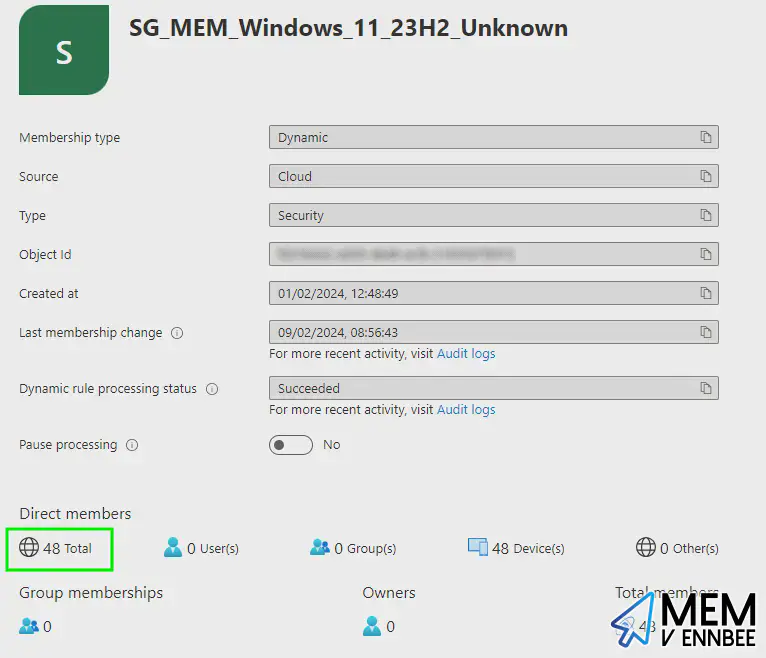 S
SG_MEM_Windows_11_23H2_Unknown
Membership type Dynamic
Source Cloud
Type Security
Object Id
Created at 01/02/2024, 12:48:49
Last membership change 09/02/2024, 08:56:43
For more recent activity, visit Audit logs
Dynamic rule processing status Succeeded
For more recent activity, visit Audit logs
Pause processing No
Direct members
48 Total 0 User(s) 0 Group(s) 48 Device(s) 0 Other(s)
Group memberships Owners Total members
0 0 48
MEM
V ENNBEE